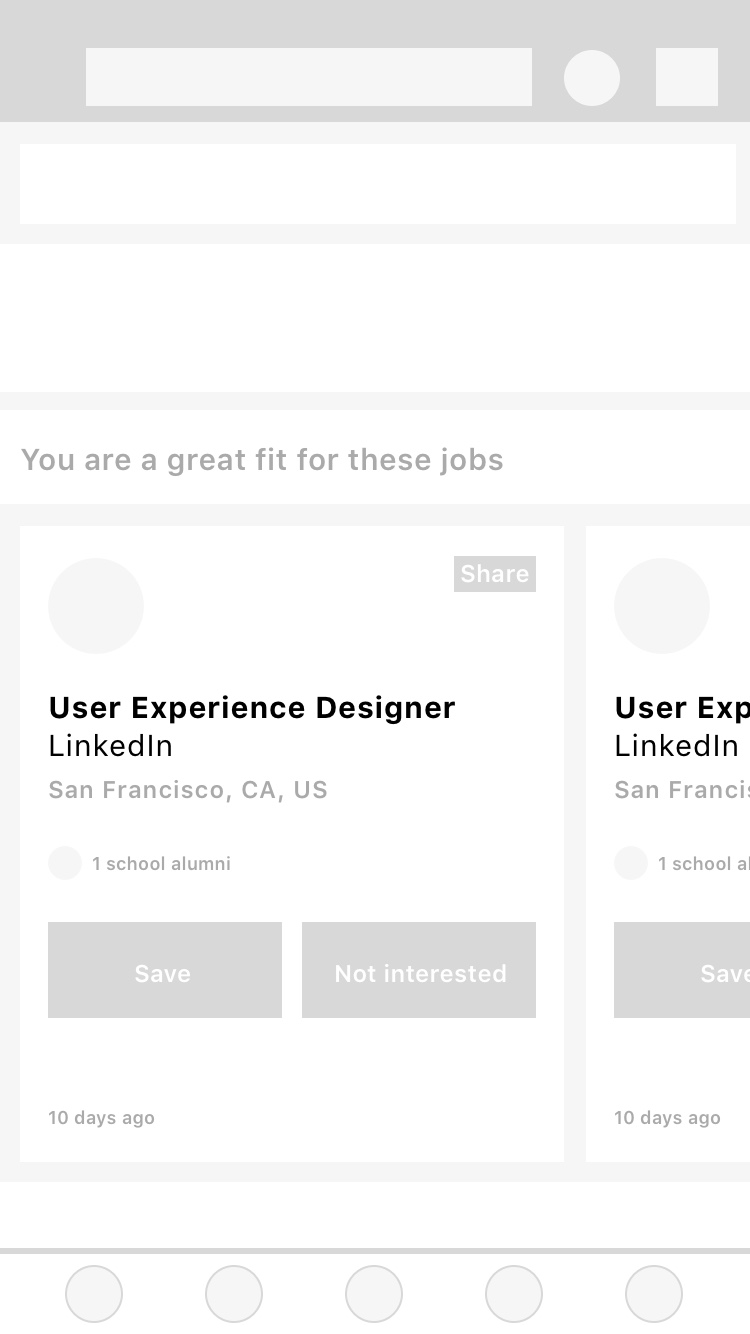 You are a great fit for these jobs
Share
User Experience Designer
LinkedIn
San Francisco, CA, US
1 school alumni
Save
Not interested
10 days ago
User Exp
LinkedIn
San Francis
1 school al
Save
10 days ago